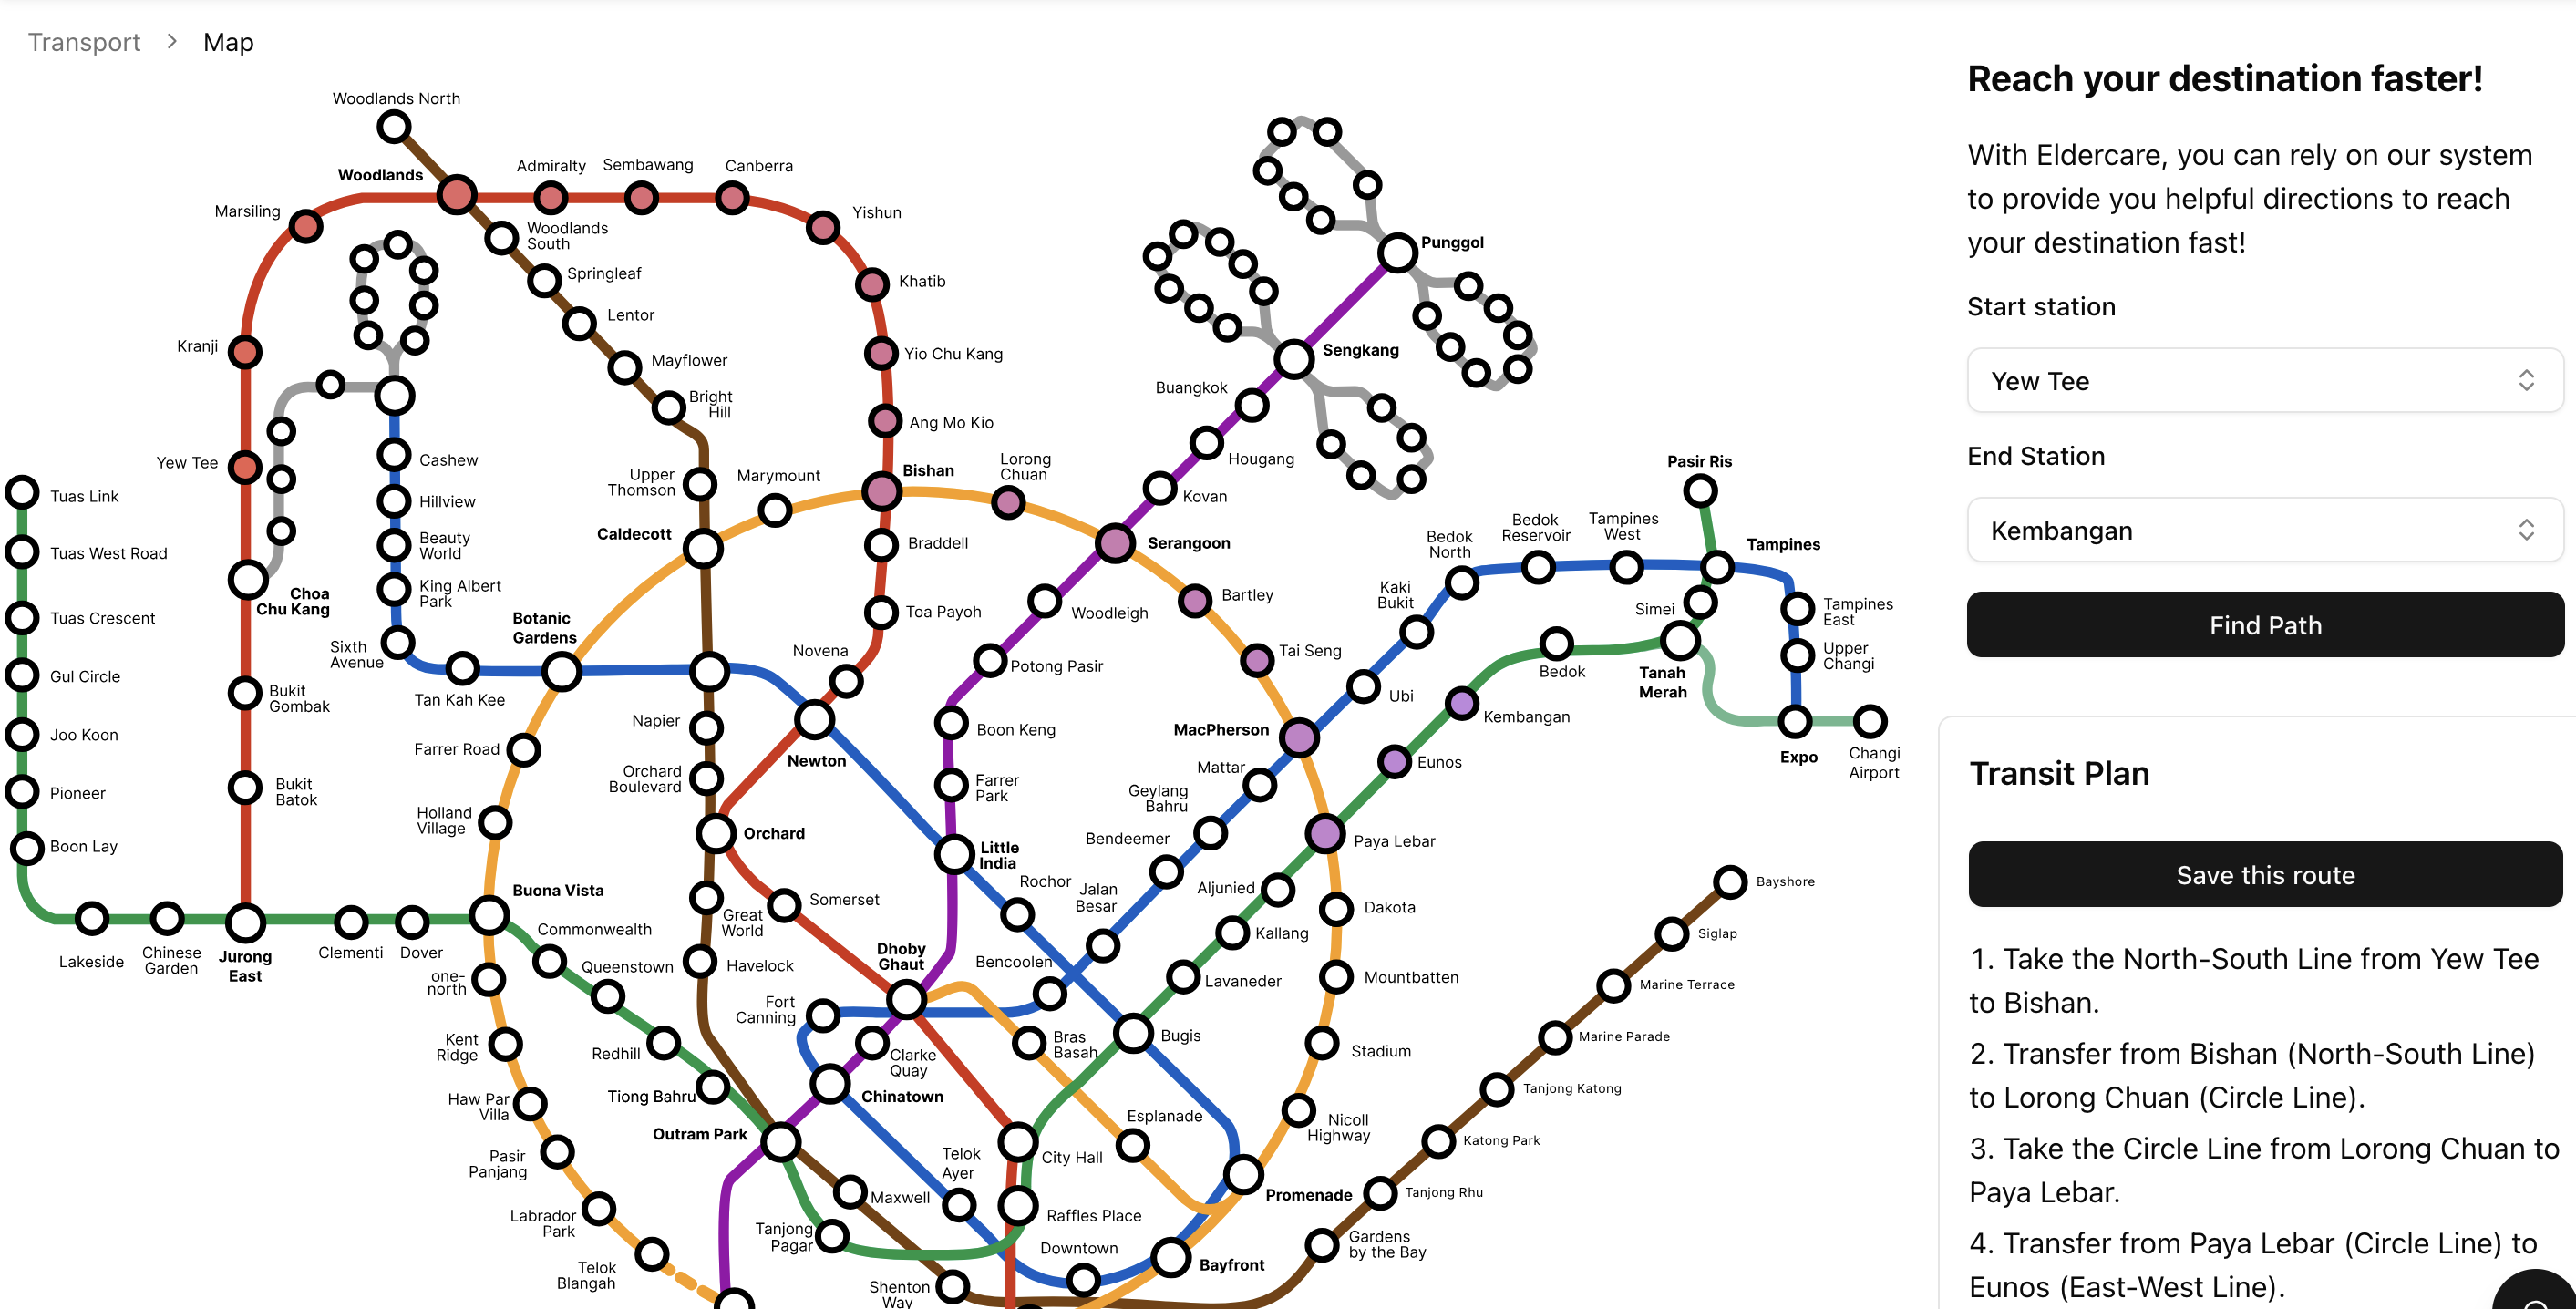 Transport > Map
Woodlands North
Woodlands
Admiralty
Sembawang
Canberra
Marsiling
Yishun
Woodlands
South
Springleaf
Khatib
Lentor
Kranji
Yio Chu Kang
Mayflower
Bright
Hill
Ang Mo Kio
Punggol
Sengkang
Buangkok
Hougang
Kovan
Cashew
Yew Tee
Upper
Thomson
Marymount
Bishan
Lorong
Chuan
Pasir Ris
Tuas Link
Hillview
Caldecott
Braddell
Serangoon
Bedok
North
Bedok
Reservoir
Tampines
West
Tampines
Tuas West Road
Beauty
World
King Albert
Park
Choa
Chu Kang
Tuas Crescent
Botanic
Gardens
Toa Payoh
Woodleigh
Bartley
Kaki
Bukit
Simei
Tampines
East
Sixth
Avenue
Novena
Potong Pasir
Tai Seng
Upper
Changi
Gul Circle
Bukit
Gombak
Tan Kah Kee
Ubi
Bedok
Tanah
Merah
Joo Koon
Farrer Road
Napier
Newton
Boon Keng
MacPherson
Kembangan
Expo
Changi
Airport
Pioneer
Bukit
Batok
Orchard
Boulevard
Farrer
Park
Mattar
Geylang
Bahru
Eunos
Boon Lay
Holland
Village
Orchard
Little
India
Bendeemer
Paya Lebar
Buona Vista
Somerset
Rochor
Jalan
Besar
Aljunied
Bayshore
Great
World
Dakota
Lakeside
Chinese
Garden
Jurong
East
Clementi
Dover
Commonwealth
Kallang
Siglap
one-
north
Queenstown
Havelock
Dhoby
Ghaut
Bencoolen
Lavaneder
Mountbatten
Marine Terrace
Fort
Canning
Kent
Ridge
Redhill
Clarke
Quay
Bras
Basah
Bugis
Stadium
Marine Parade
Haw Par
Villa
Tiong Bahru
Chinatown
Tanjong Katong
Esplanade
Nicoll
Highway
Outram Park
Pasir
Panjang
Telok
Ayer
City Hall
Katong Park
Maxwell
Promenade
Tanjong Rhu
Labrador
Park
Tanjong
Pagar
Raffles Place
Downtown
Bayfront
Gardens
by the Bay
Telok
Blangah
Shenton
Way
Reach your destination faster!
With Eldercare, you can rely on our system
to provide you helpful directions to reach
your destination fast!
Start station
Yew Tee
End Station
Kembangan
Find Path
Transit Plan
Save this route
1. Take the North-South Line from Yew Tee
to Bishan.
2. Transfer from Bishan (North-South Line)
to Lorong Chuan (Circle Line).
3. Take the Circle Line from Lorong Chuan to
Paya Lebar.
4. Transfer from Paya Lebar (Circle Line) to
Eunos (East-West Line).